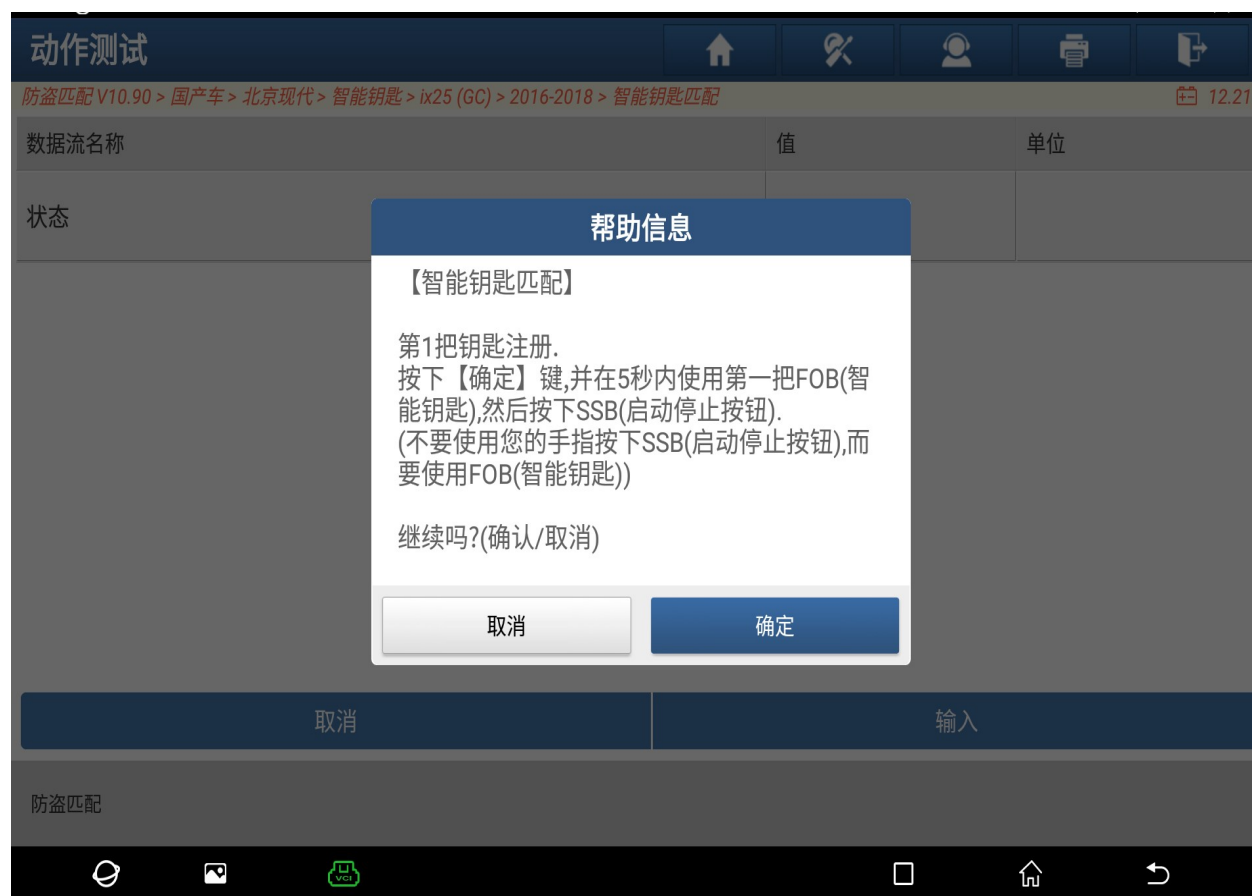 动作测试
防盗匹配 V10.90 > 国产车 > 北京现代 > 智能钥匙 > ix25 (GC) > 2016-2018 > 智能钥匙匹配
12.21
数据流名称
值
单位
状态
帮助信息
【智能钥匙匹配】
第1把钥匙注册.
按下【确定】键,并在5秒内使用第一把FOB(智
能钥匙),然后按下SSB(启动停止按钮).
(不要使用您的手指按下SSB(启动停止按钮),而
要使用FOB(智能钥匙))
继续吗?(确认/取消)
取消
确定
取消
输入
防盗匹配
VCI